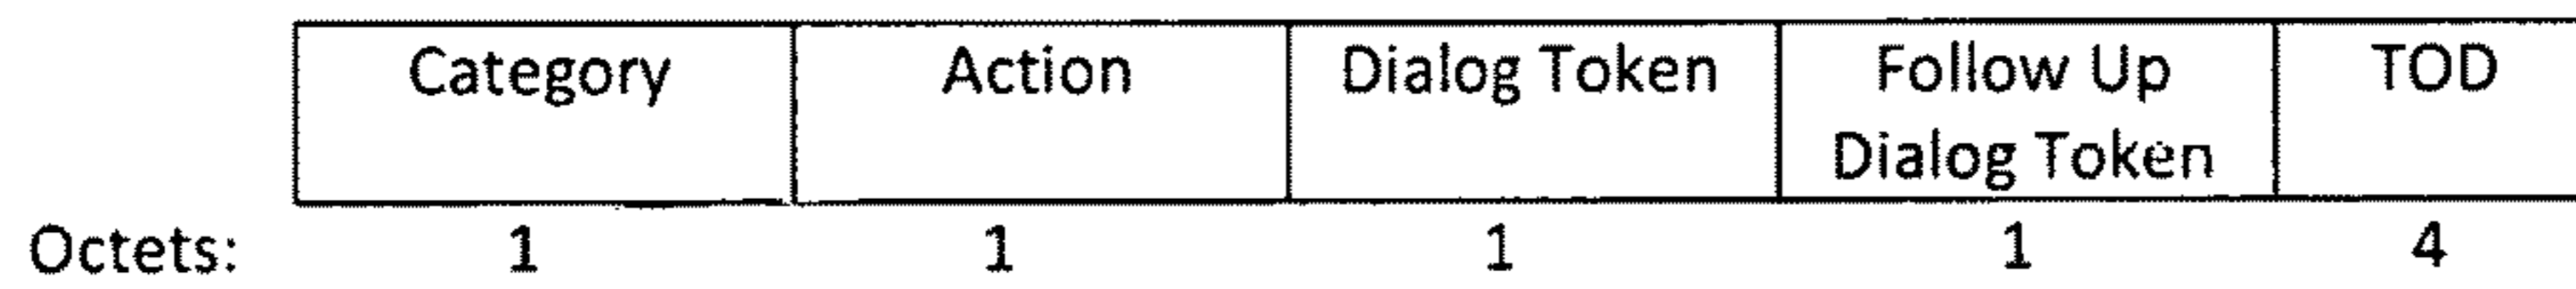 Category Action Dialog Token Follow Up TOD
Dialog Token
Octets: 1 1 1 1 4